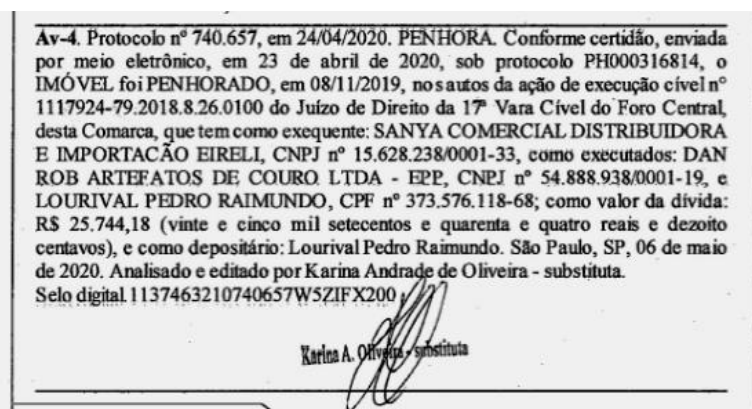 Av-4. Protocolo nº 740.657, em 24/04/2020. PENHORA. Conforme certidão, enviada
por meio eletrônico, em 23 de abril de 2020, sob protocolo PH000316814, o
IMÓVEL foi PENHORADO, em 08/11/2019, nos autos da ação de execução cível nº
1117924-79.2018.8.26.0100 do Juízo de Direito da 17ª Vara Cível do Foro Central,
desta Comarca, que tem como exequente: SANYA COMERCIAL DISTRIBUIDORA
E IMPORTACÃO EIRELI, CNPJ nº 15.628.238/0001-33, como executados: DAN
ROB ARTEFATOS DE COURO LTDA - EPP, CNPJ nº 54.888.938/0001-19, e
LOURIVAL PEDRO RAIMUNDO, CPF nº 373.576.118-68; como valor da dívida:
R$ 25.744,18 (vinte e cinco mil setecentos e quarenta e quatro reais e dezoito
centavos), e como depositário: Lourival Pedro Raimundo. São Paulo, SP, 06 de maio
de 2020. Analisado e editado por Karina Andrade de Oliveira - substituta.
Selo digital.1137463210740657W5ZIFX200
Karina A. Oliveira - substituta